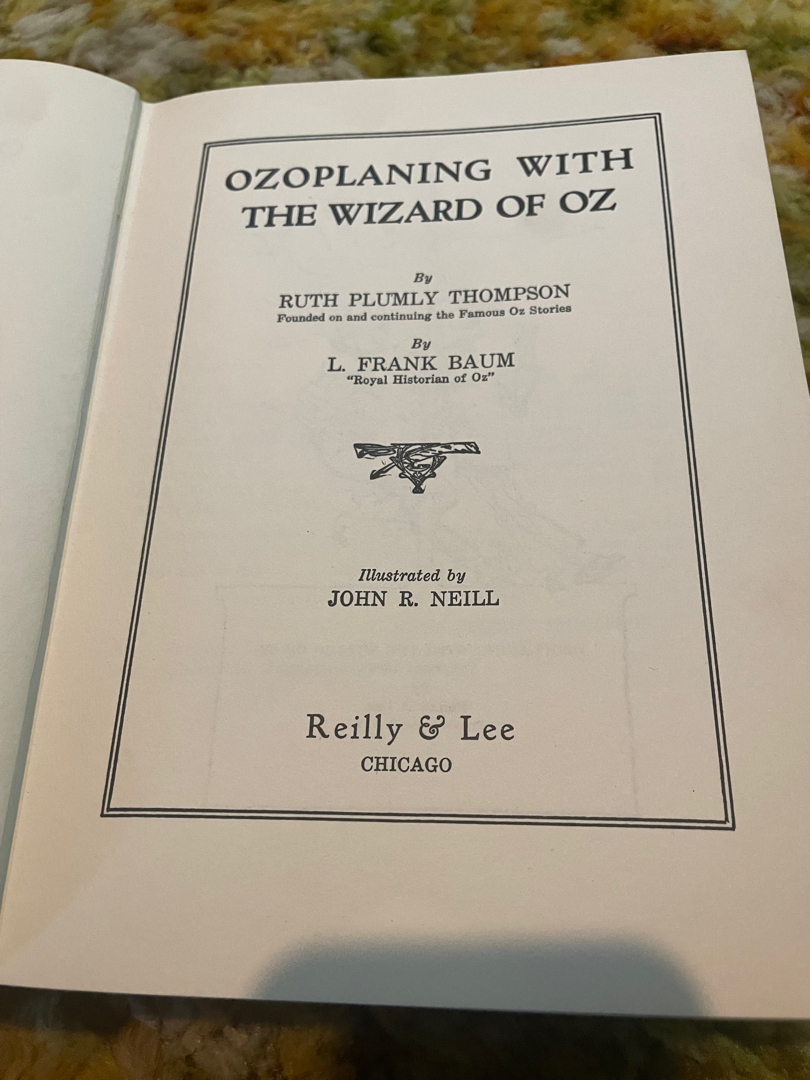 OZOPLANING WITH
THE WIZARD OF OZ
By
RUTH PLUMLY THOMPSON
Founded on and continuing the Famous Oz Stories
By
L. FRANK BAUM
"Royal Historian of Oz"
Illustrated by
JOHN R. NEILL
Reilly & Lee
CHICAGO